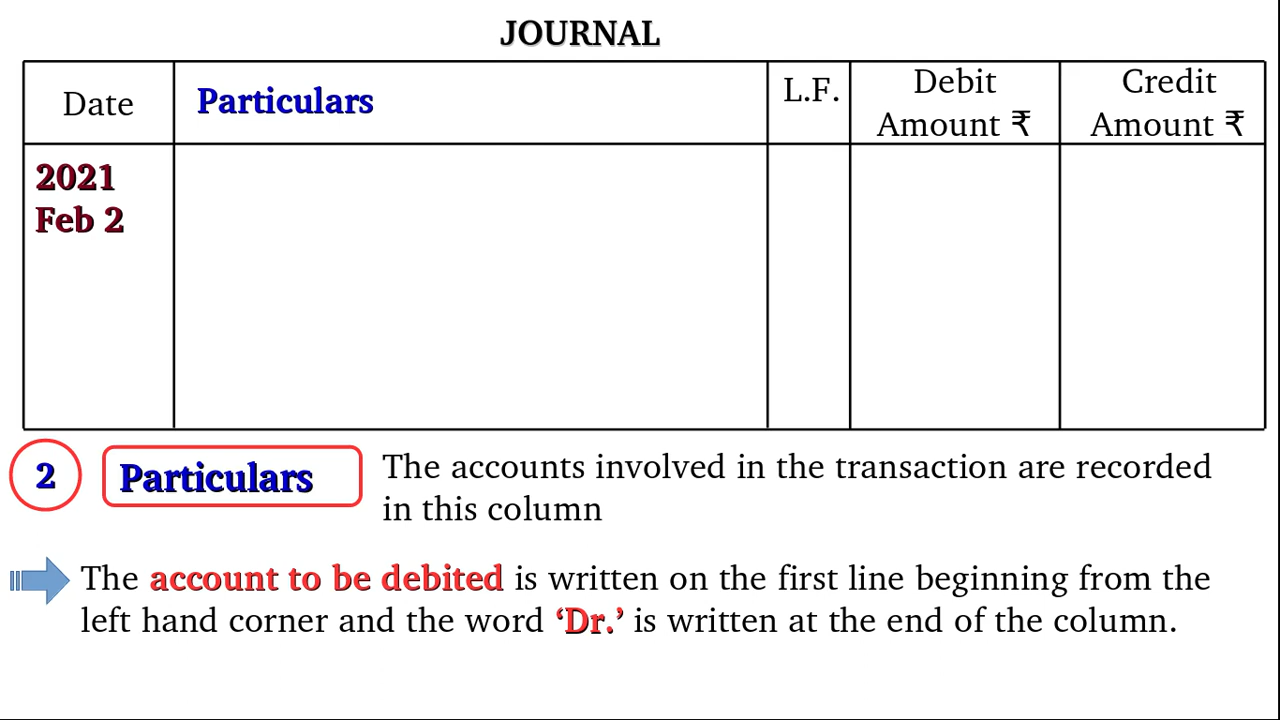 JOURNAL
Date
Particulars
L.F.
Debit
Amount ₹
Credit
Amount ₹
2021
Feb 2
2
Particulars
The accounts involved in the transaction are recorded
in this column
The account to be debited is written on the first line beginning from the
left hand corner and the word ‘Dr.’ is written at the end of the column.